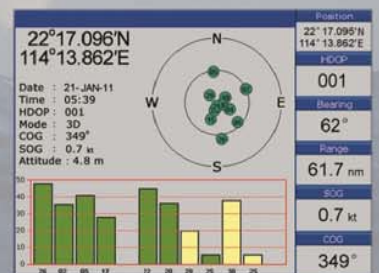 22°17.096'N
114°13.862'E
Date : 21-JAN-11
Time : 05:39
HDOP : 001
Mode : 3D
COG : 349°
SOG : 0.7 kt
Attitude : 4.8 m
N
W
E
S
50
40
30
20
10
0
Position
22°17.095'N
114°13.862'E
HDOP
001
Bearing
62°
Range
61.7 nm
SOG
0.7 kt
COG
349°